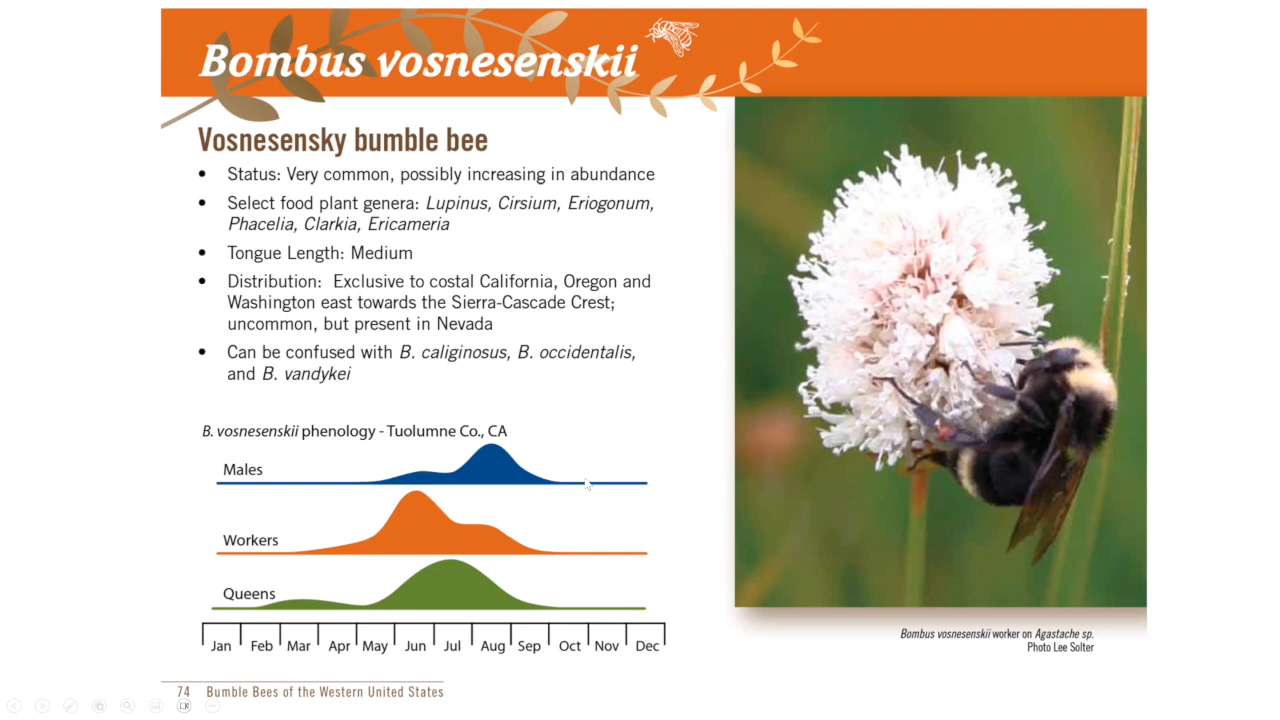 Bombus vosnesenskii
Vosnesensky bumble bee
• Status: Very common, possibly increasing in abundance
• Select food plant genera: Lupinus, Cirsium, Eriogonum,
Phacelia, Clarkia, Ericameria
• Tongue Length: Medium
• Distribution: Exclusive to costal California, Oregon and
Washington east towards the Sierra-Cascade Crest;
uncommon, but present in Nevada
• Can be confused with B. caliginosus, B. occidentalis,
and B. vandykei
B. vosnesenskii phenology - Tuolumne Co., CA
Males
Workers
Queens
Jan Feb Mar Apr May Jun Jul Aug Sep Oct Nov Dec
Bombus vosnesenskii worker on Agastache sp.
Photo Lee Solter
74 Bumble Bees of the Western United States